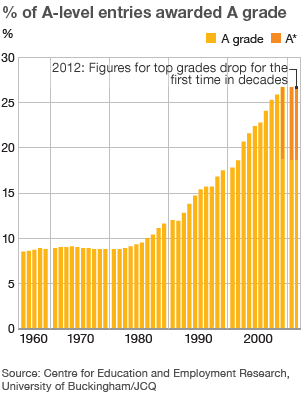 % of A-level entries awarded A grade
%
A grade
A*
2012: Figures for top grades drop for the
first time in decades
30
25
20
15
10
5
0
1960 1970 1980 1990 2000
Source: Centre for Education and Employment Research,
University of Buckingham/JCQ